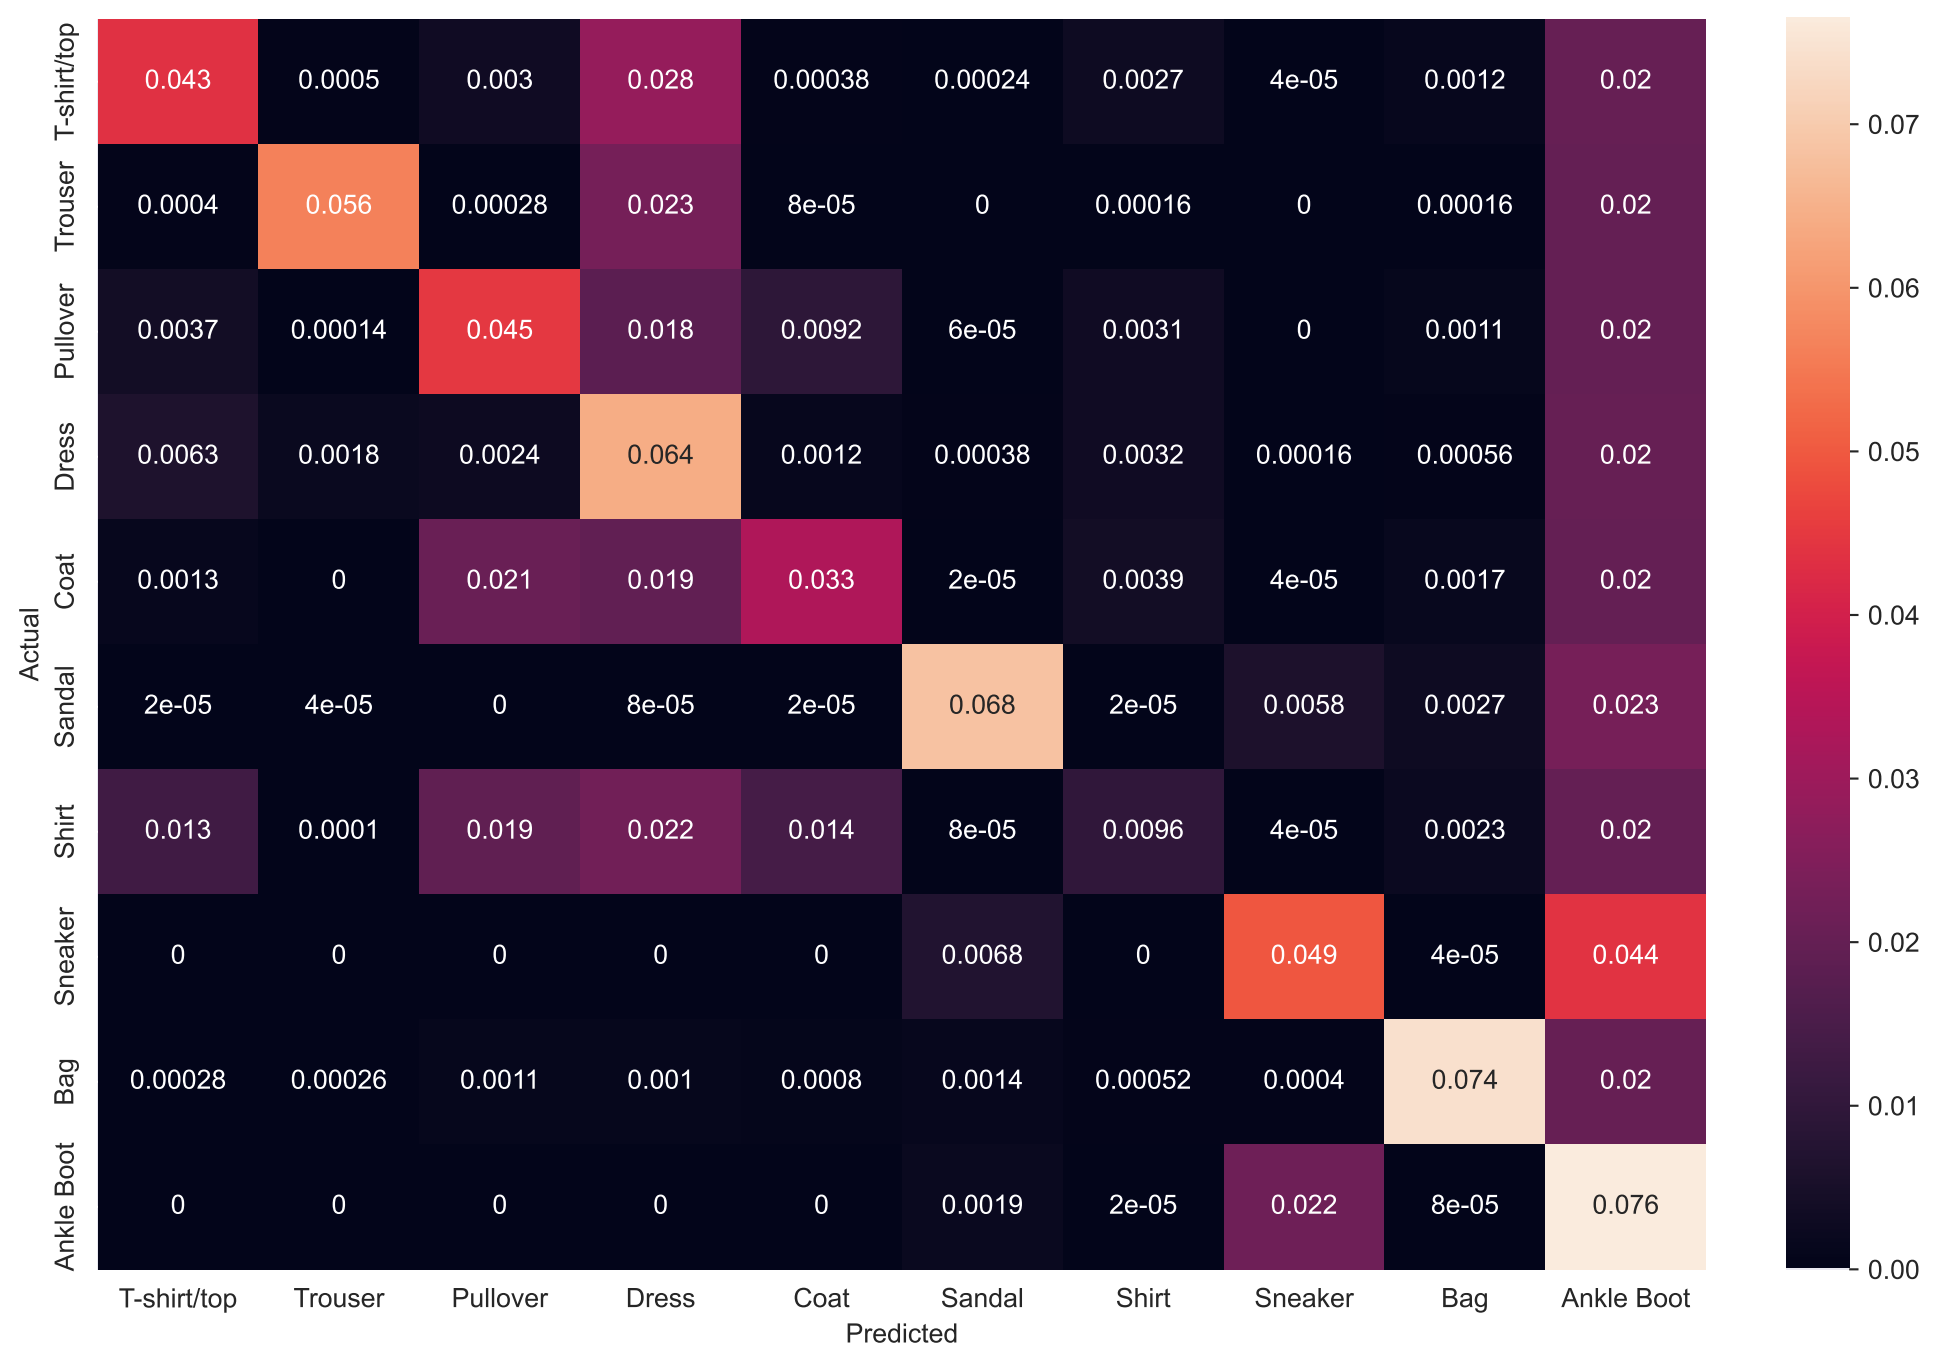 T-shirt/top 0.043 0.0005 0.003 0.028 0.00038 0.00024 0.0027 4e-05 0.0012 0.02
Trouser 0.0004 0.056 0.00028 0.023 8e-05 0 0.00016 0 0.00016 0.02
Pullover 0.0037 0.00014 0.045 0.018 0.0092 6e-05 0.0031 0 0.0011 0.02
Dress 0.0063 0.0018 0.0024 0.064 0.0012 0.00038 0.0032 0.00016 0.00056 0.02
Coat 0.0013 0 0.021 0.019 0.033 2e-05 0.0039 4e-05 0.0017 0.02
Actual
Sandal 2e-05 4e-05 0 8e-05 2e-05 0.068 2e-05 0.0058 0.0027 0.023
Shirt 0.013 0.0001 0.019 0.022 0.014 8e-05 0.0096 4e-05 0.0023 0.02
Sneaker 0 0 0 0 0 0.0068 0 0.049 4e-05 0.044
Bag 0.00028 0.00026 0.0011 0.001 0.0008 0.0014 0.00052 0.0004 0.074 0.02
Ankle Boot 0 0 0 0 0 0.0019 2e-05 0.022 8e-05 0.076
T-shirt/top Trouser Pullover Dress Coat Sandal Shirt Sneaker Bag Ankle Boot
Predicted
0.07
0.06
0.05
0.04
0.03
0.02
0.01
0.00